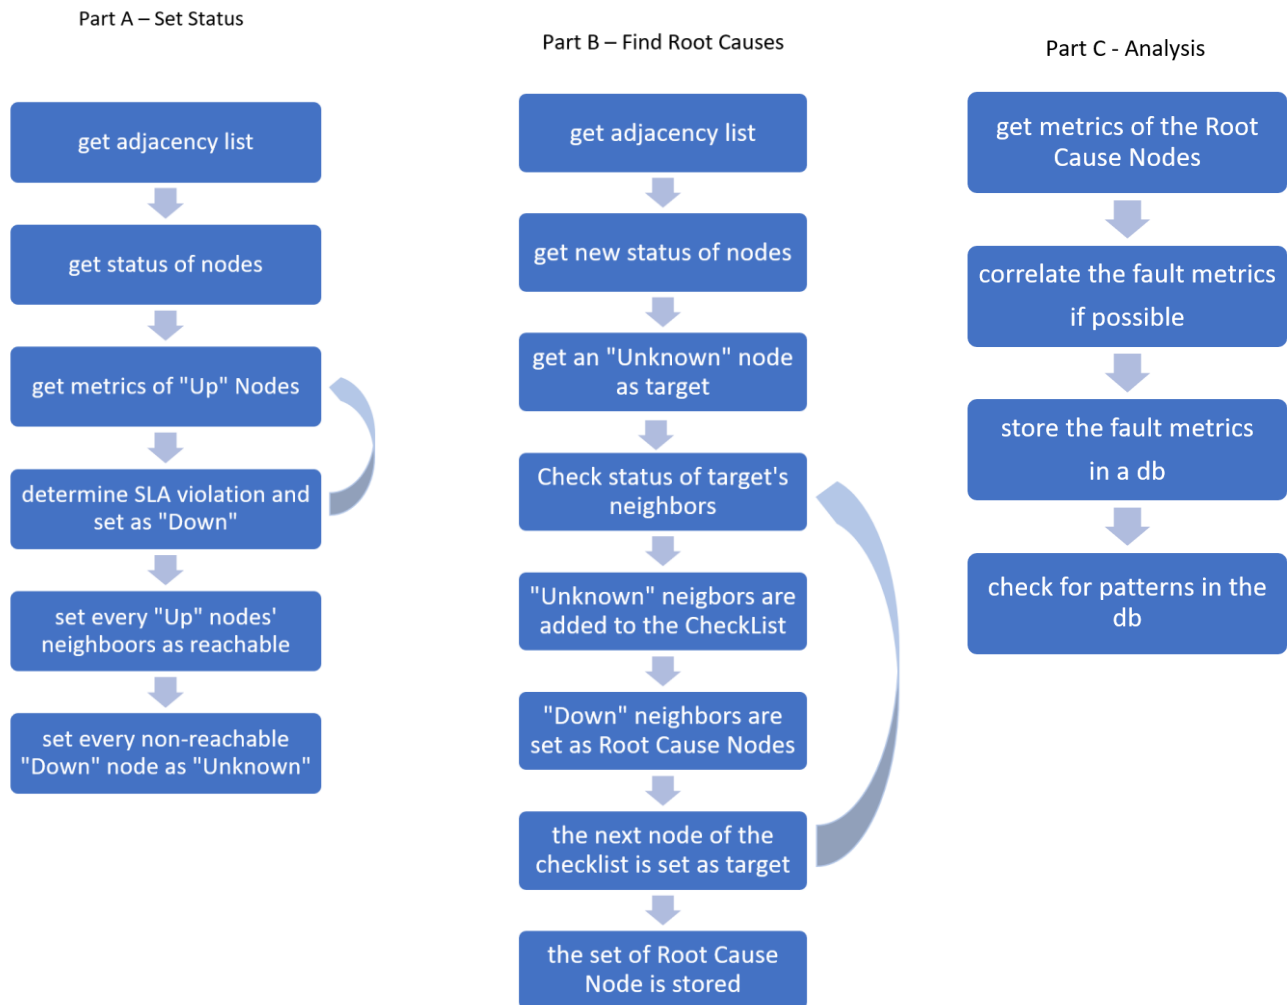 Part A – Set Status
get adjacency list
get status of nodes
get metrics of "Up" Nodes
determine SLA violation and
set as "Down"
set every "Up" nodes'
neighboors as reachable
set every non-reachable
"Down" node as "Unknown"
Part B – Find Root Causes
get adjacency list
get new status of nodes
get an "Unknown" node
as target
Check status of target's
neighbors
"Unknown" neigbors are
added to the CheckList
"Down" neighbors are
set as Root Cause Nodes
the next node of the
checklist is set as target
the set of Root Cause
Node is stored
Part C - Analysis
get metrics of the Root
Cause Nodes
correlate the fault metrics
if possible
store the fault metrics
in a db
check for patterns in the
db